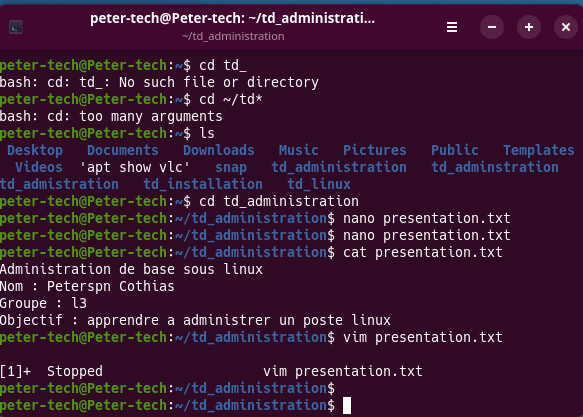 peter-tech@Peter-tech: ~/td_administrati...
~/td_administration
peter-tech@Peter-tech:~$ cd td_
bash: cd: td_: No such file or directory
peter-tech@Peter-tech:~$ cd ~/td*
bash: cd: too many arguments
peter-tech@Peter-tech:~$ ls
Desktop Documents Downloads Music Pictures Public Templates
Videos 'apt show vlc' snap td_administration td_adminstration
td_admistration td_installation td_linux
peter-tech@Peter-tech:~$ cd td_administration
peter-tech@Peter-tech:~/td_administration$ nano presentation.txt
peter-tech@Peter-tech:~/td_administration$ nano presentation.txt
peter-tech@Peter-tech:~/td_administration$ cat presentation.txt
Administration de base sous linux
Nom : Peterspn Cothias
Groupe : l3
Objectif : apprendre a administrer un poste linux
peter-tech@Peter-tech:~/td_administration$ vim presentation.txt
[1]+  Stopped                 vim presentation.txt
peter-tech@Peter-tech:~/td_administration$
peter-tech@Peter-tech:~/td_administration$